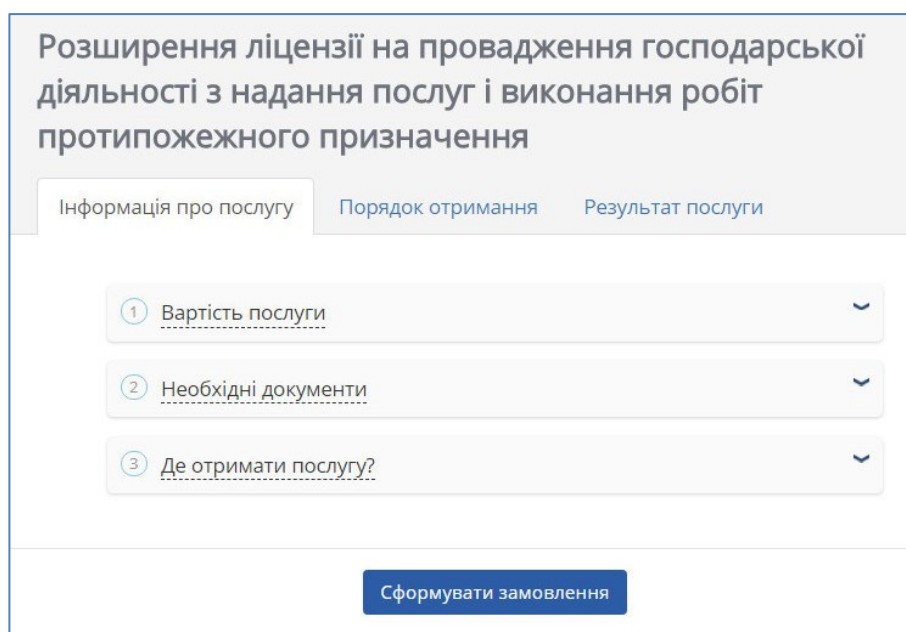 Розширення ліцензії на провадження господарської
діяльності з надання послуг і виконання робіт
протипожежного призначення
Інформація про послугу Порядок отримання Результат послуги
1 Вартість послуги
2 Необхідні документи
3 Де отримати послугу?
Сформувати замовлення